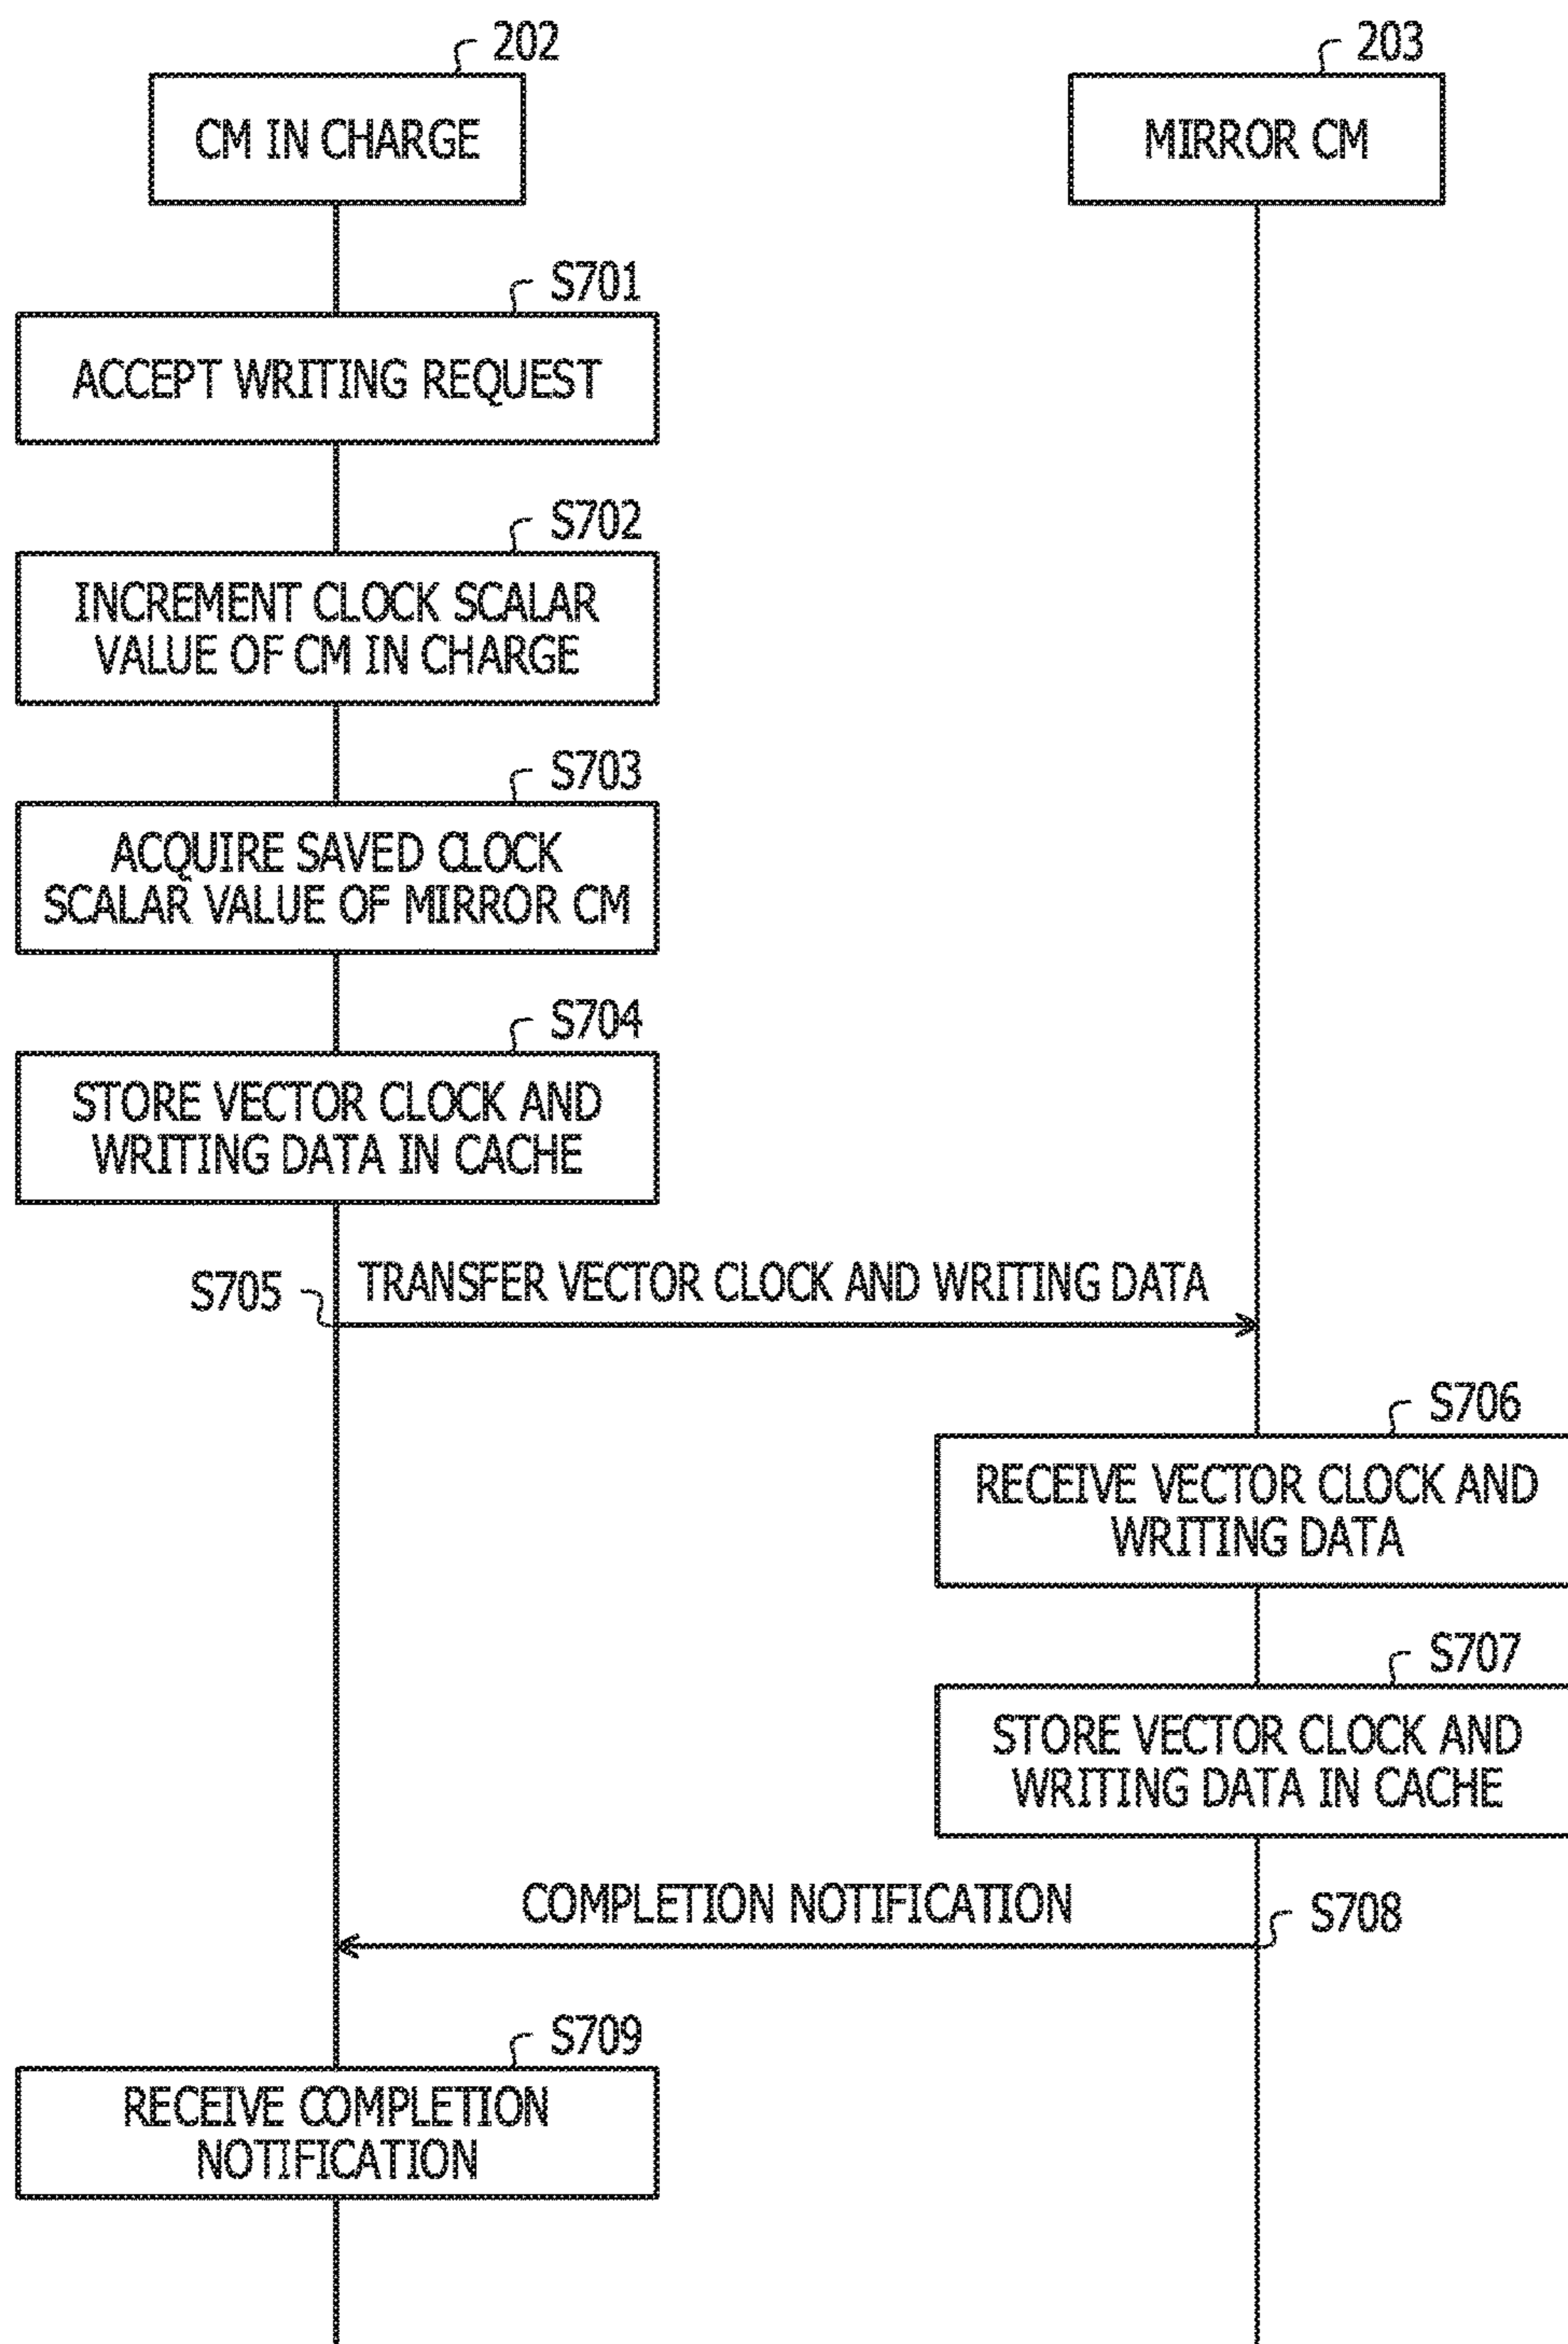 202
CM IN CHARGE
203
MIRROR CM
S701
ACCEPT WRITING REQUEST
S702
INCREMENT CLOCK SCALAR
VALUE OF CM IN CHARGE
S703
ACQUIRE SAVED CLOCK
SCALAR VALUE OF MIRROR CM
S704
STORE VECTOR CLOCK AND
WRITING DATA IN CACHE
S705
TRANSFER VECTOR CLOCK AND WRITING DATA
S706
RECEIVE VECTOR CLOCK AND
WRITING DATA
S707
STORE VECTOR CLOCK AND
WRITING DATA IN CACHE
COMPLETION NOTIFICATION
S708
S709
RECEIVE COMPLETION
NOTIFICATION